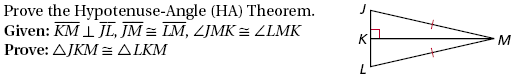 Prove the Hypotenuse-Angle (HA) Theorem.
Given: KM ⊥ JL, JM ≅ LM, ∠JMK ≅ ∠LMK
Prove: △JKM ≅ △LKM
J
K
M
L